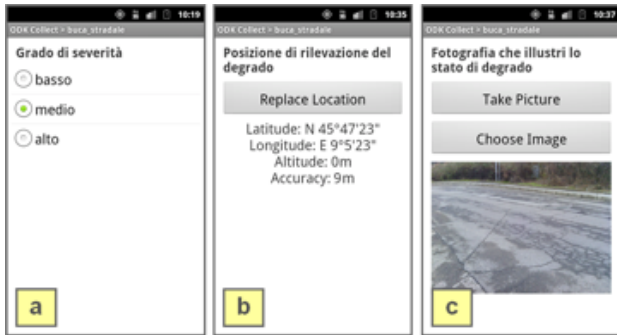 10:19
ODK Collect > buca_stradale
Grado di severità
basso
medio
alto
a
10:35
ODK Collect > buca_stradale
Posizione di rilevazione del
degrado
Replace Location
Latitude: N 45°47'23"
Longitude: E 9°5'23"
Altitude: 0m
Accuracy: 9m
b
10:37
ODK Collect > buca_stradale
Fotografia che illustri lo
stato di degrado
Take Picture
Choose Image
c